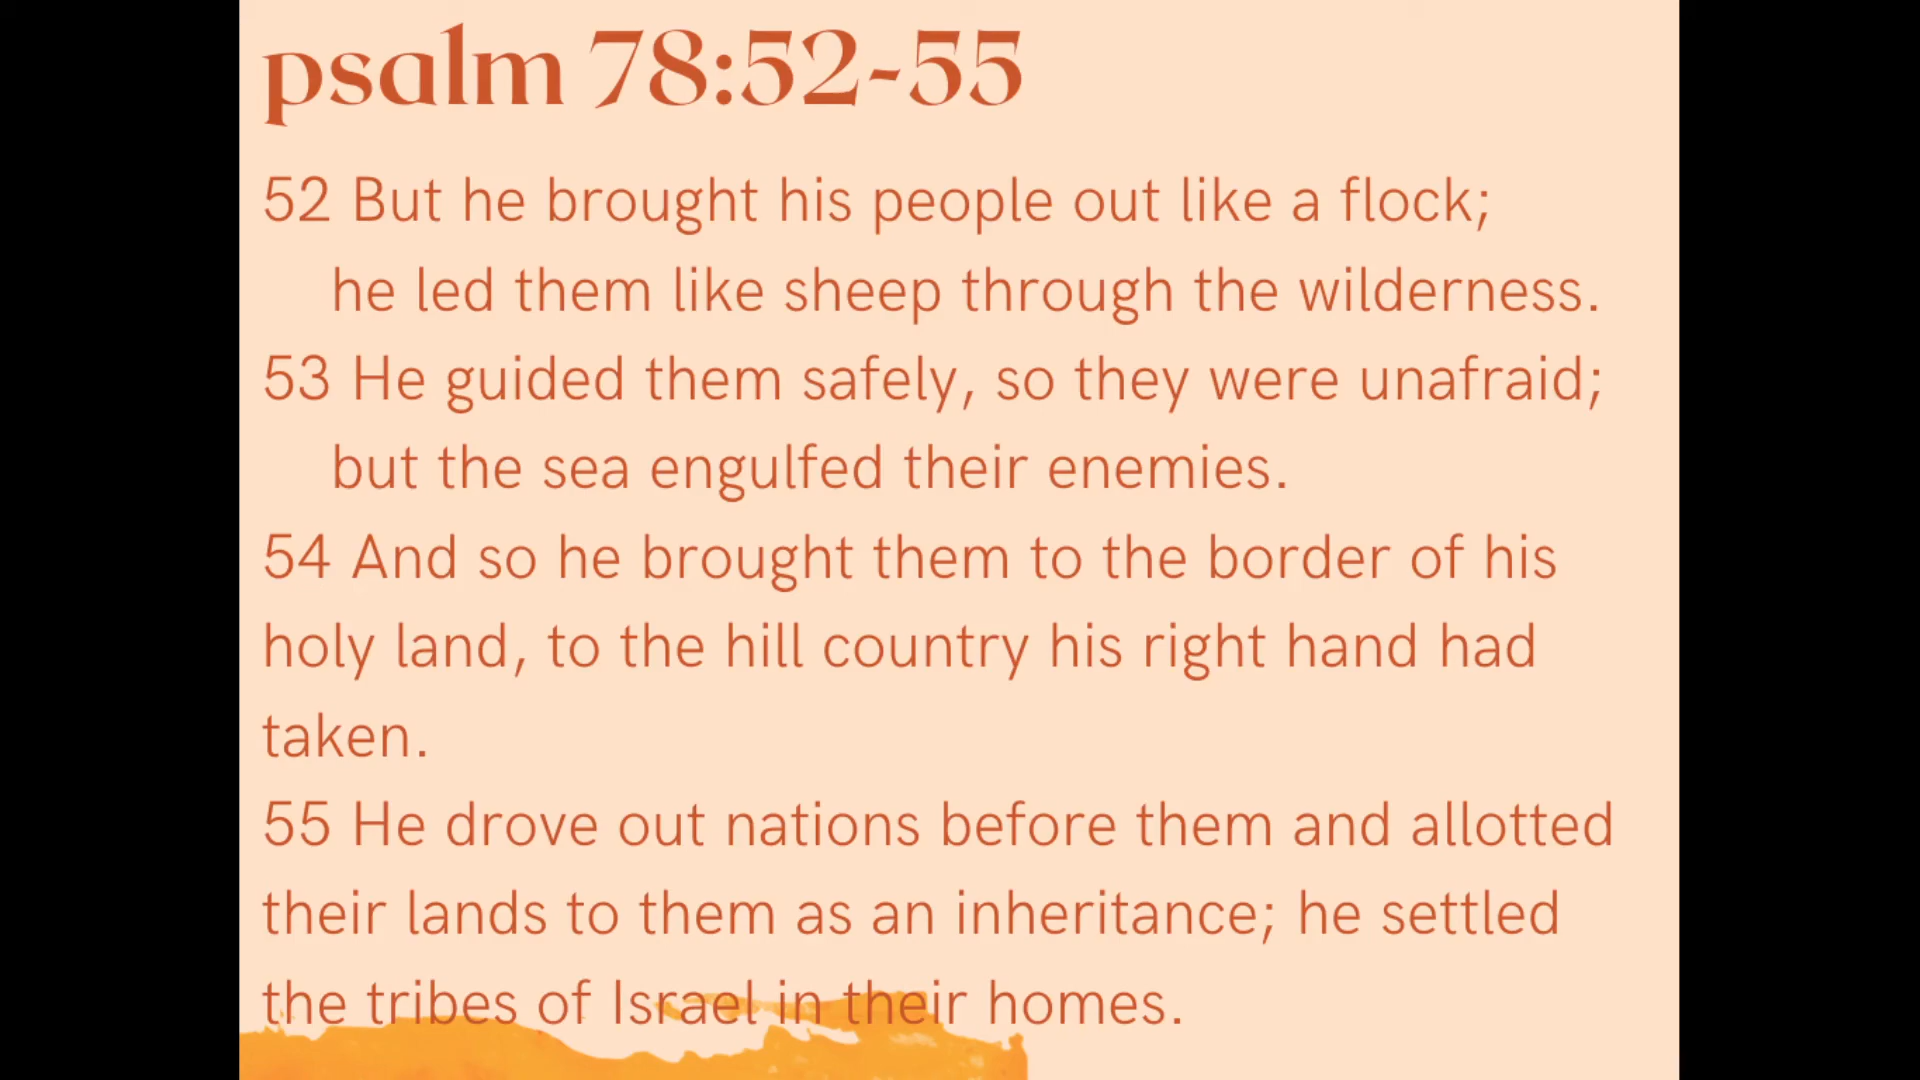 psalm 78:52-55
52 But he brought his people out like a flock;
he led them like sheep through the wilderness.
53 He guided them safely, so they were unafraid;
but the sea engulfed their enemies.
54 And so he brought them to the border of his
holy land, to the hill country his right hand had
taken.
55 He drove out nations before them and allotted
their lands to them as an inheritance; he settled
the tribes of Israel in their homes.